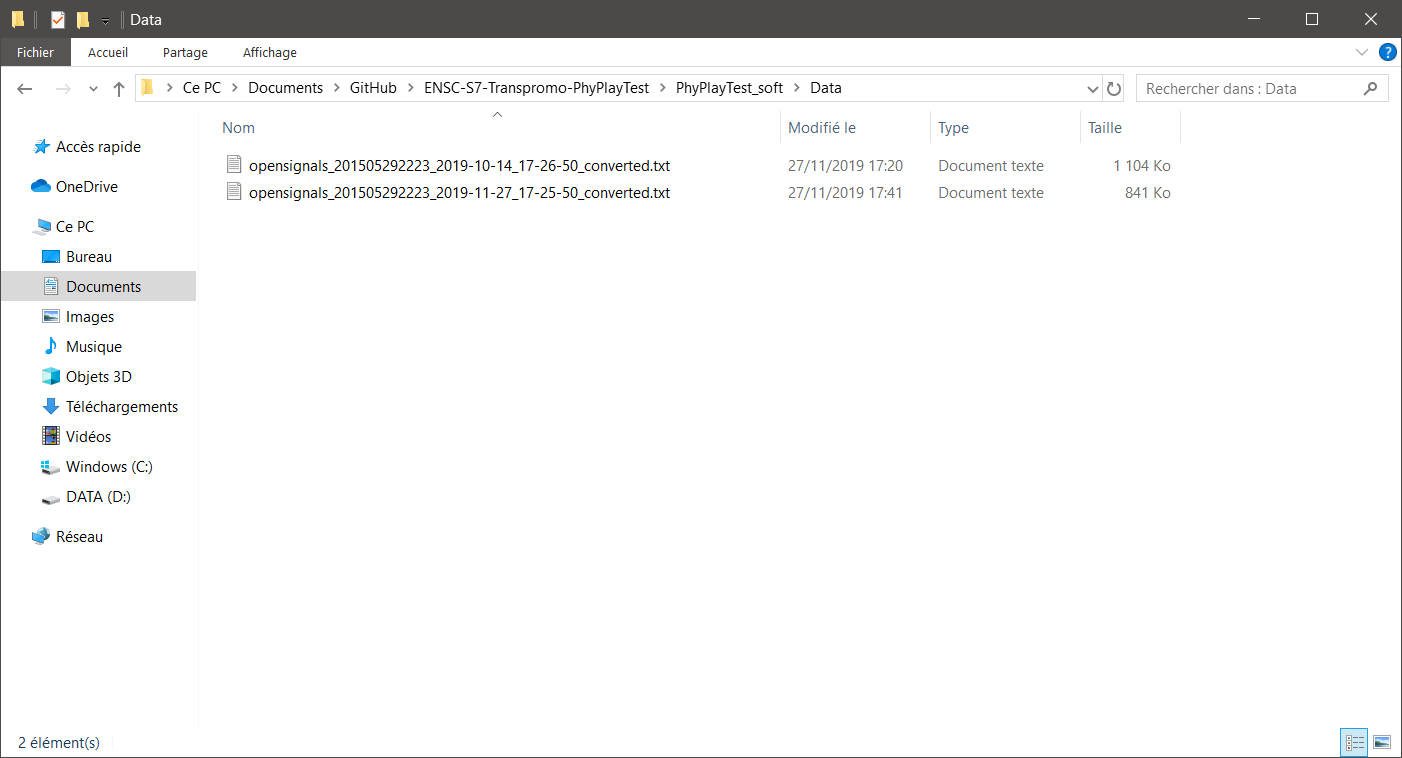 Data
Fichier Accueil Partage Affichage
Ce PC Documents GitHub ENSC-S7-Transpromo-PhyPlayTest PhyPlayTest_soft Data
Rechercher dans : Data
Nom Modifié le Type Taille
opensignals_201505292223_2019-10-14_17-26-50_converted.txt 27/11/2019 17:20 Document texte 1 104 Ko
opensignals_201505292223_2019-11-27_17-25-50_converted.txt 27/11/2019 17:41 Document texte 841 Ko
Accès rapide
OneDrive
Ce PC
Bureau
Documents
Images
Musique
Objets 3D
Téléchargements
Vidéos
Windows (C:)
DATA (D:)
Réseau
2 élément(s)